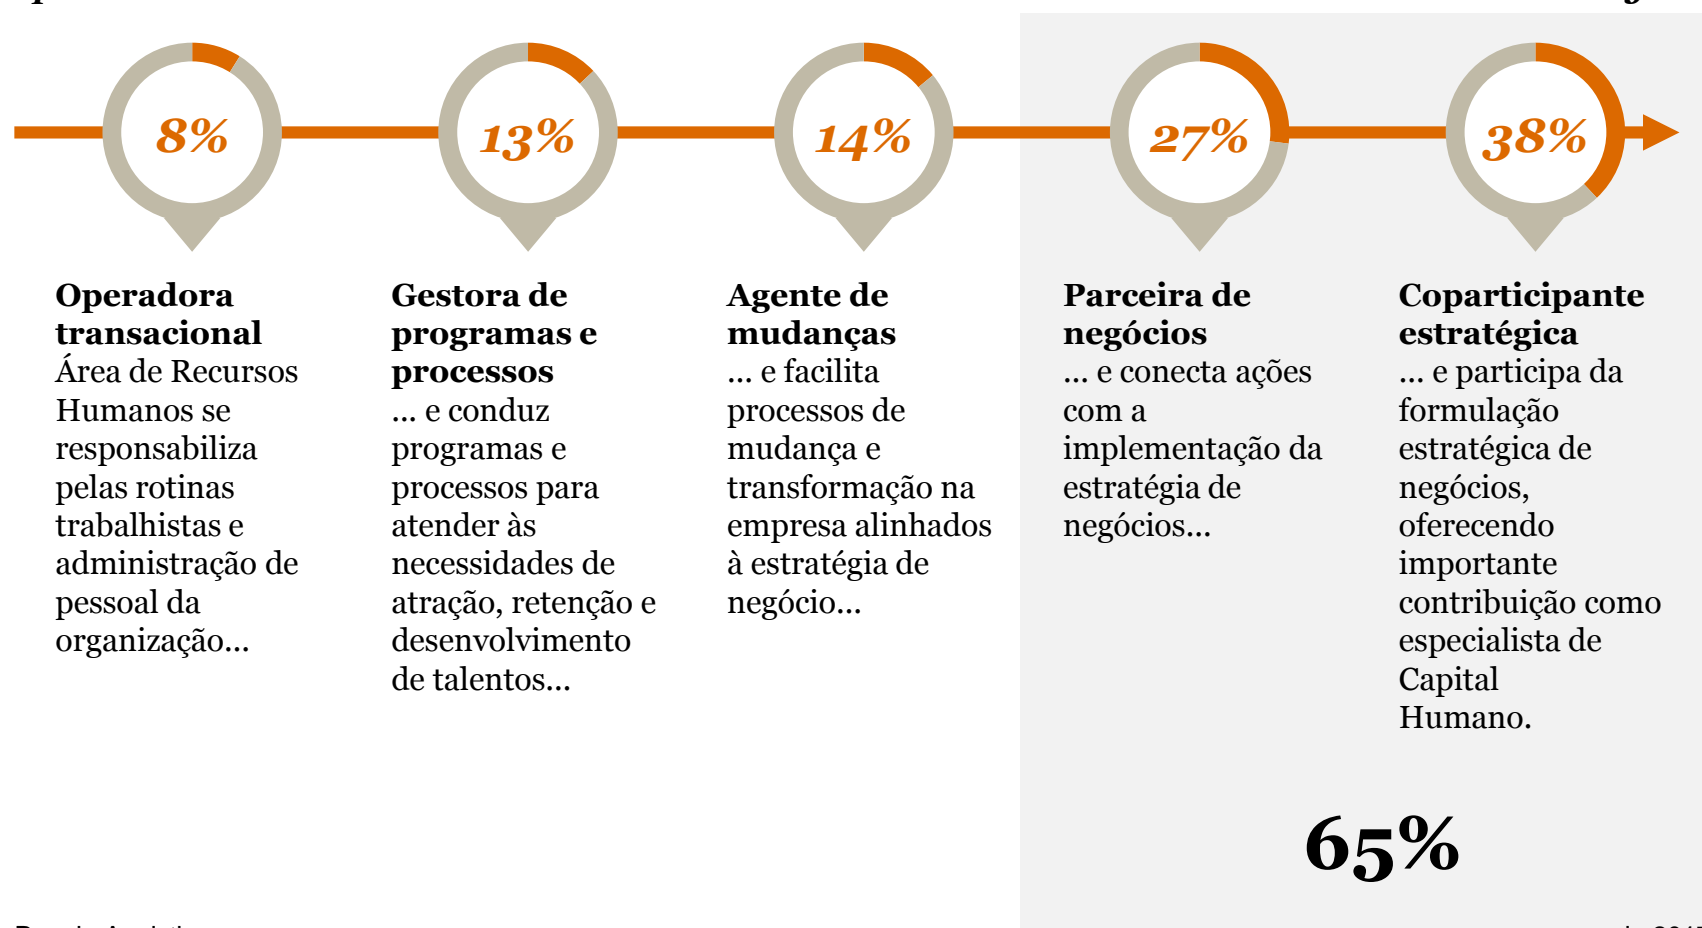 8%
13%
14%
27%
38%
Operadora
transacional
Área de Recursos
Humanos se
responsabiliza
pelas rotinas
trabalhistas e
administração de
pessoal da
organização...
Gestora de
programas e
processos
... e conduz
programas e
processos para
atender às
necessidades de
atração, retenção e
desenvolvimento
de talentos...
Agente de
mudanças
... e facilita
processos de
mudança e
transformação na
empresa alinhados
à estratégia de
negócio...
Parceira de
negócios
... e conecta ações
com a
implementação da
estratégia de
negócios...
Coparticipante
estratégica
... e participa da
formulação
estratégica de
negócios,
oferecendo
importante
contribuição como
especialista de
Capital
Humano.
65%